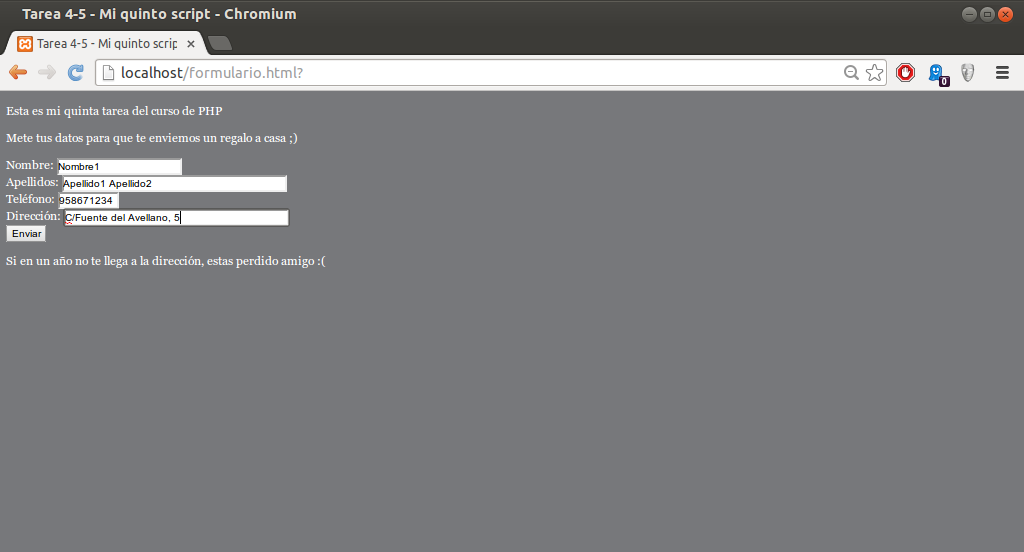 Tarea 4-5 - Mi quinto script - Chromium
Tarea 4-5 - Mi quinto scrip
localhost/formulario.html?
0
Esta es mi quinta tarea del curso de PHP
Mete tus datos para que te enviemos un regalo a casa ;)
Nombre: Nombre1
Apellidos: Apellido1 Apellido2
Teléfono: 958671234
Dirección: C/Fuente del Avellano, 5
Enviar
Si en un año no te llega a la dirección, estas perdido amigo :(